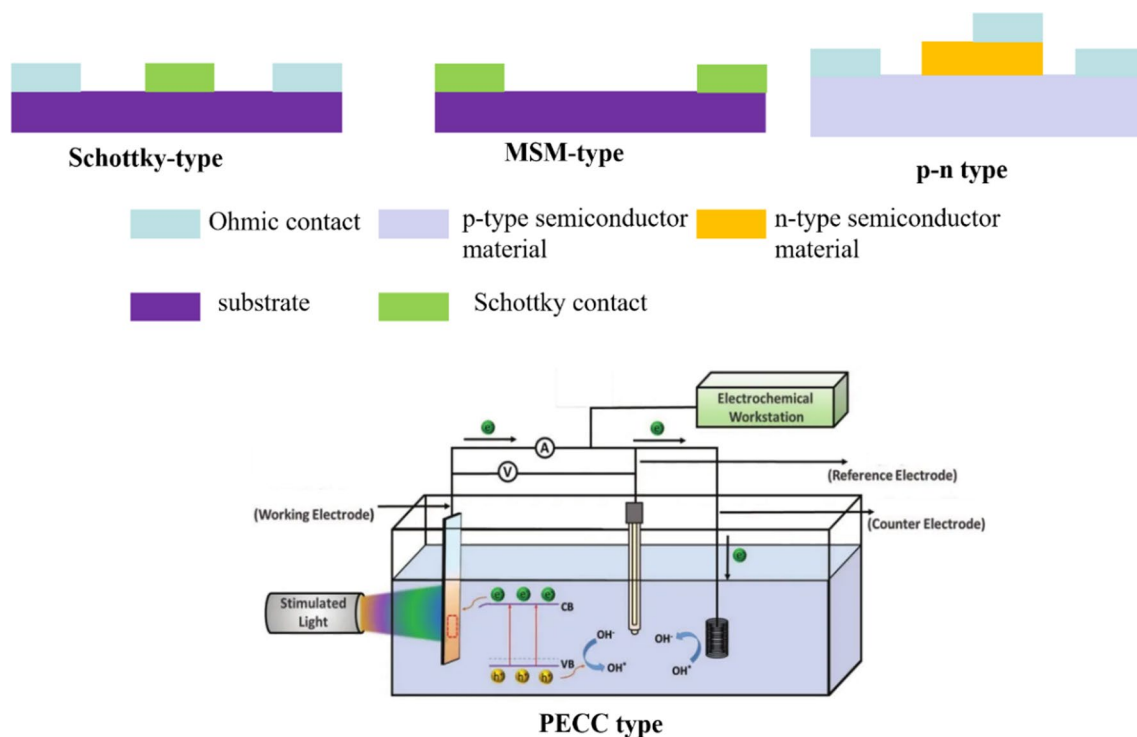 Schottky-type
MSM-type
p-n type
Ohmic contact
p-type semiconductor
material
n-type semiconductor
material
substrate
Schottky contact
Electrochemical
Workstation
e
A
e
V
(Reference Electrode)
(Working Electrode)
(Counter Electrode)
e
Stimulated
Light
e e e
CB
VB
h⁺ h⁺ h⁺
OH-
OH*
OH-
OH*
PECC type